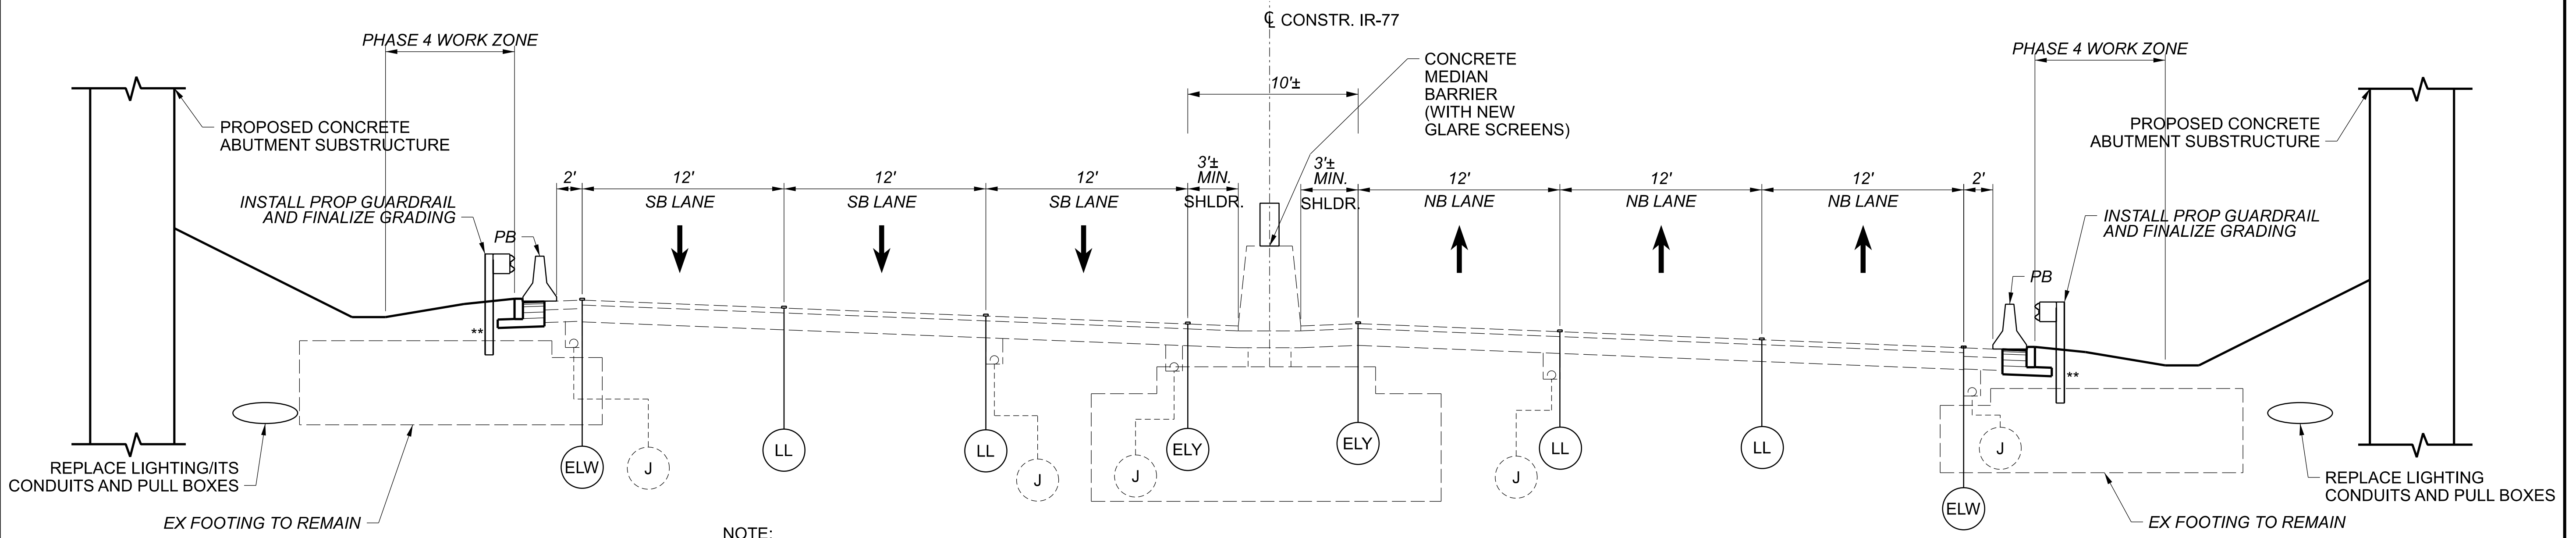 ℄ CONSTR. IR-77
PHASE 4 WORK ZONE
PHASE 4 WORK ZONE
CONCRETE
MEDIAN
BARRIER
(WITH NEW
GLARE SCREENS)
10'±
PROPOSED CONCRETE
ABUTMENT SUBSTRUCTURE
PROPOSED CONCRETE
ABUTMENT SUBSTRUCTURE
2'
12'
SB LANE
12'
SB LANE
12'
SB LANE
3'±
MIN.
SHLDR.
3'±
MIN.
SHLDR.
12'
NB LANE
12'
NB LANE
12'
NB LANE
2'
INSTALL PROP GUARDRAIL
AND FINALIZE GRADING
PB
INSTALL PROP GUARDRAIL
AND FINALIZE GRADING
PB
**
**
ELW
J
LL
LL
J
J
ELY
ELY
J
LL
LL
ELW
J
REPLACE LIGHTING/ITS
CONDUITS AND PULL BOXES
EX FOOTING TO REMAIN
REPLACE LIGHTING
CONDUITS AND PULL BOXES
EX FOOTING TO REMAIN
NOTE: